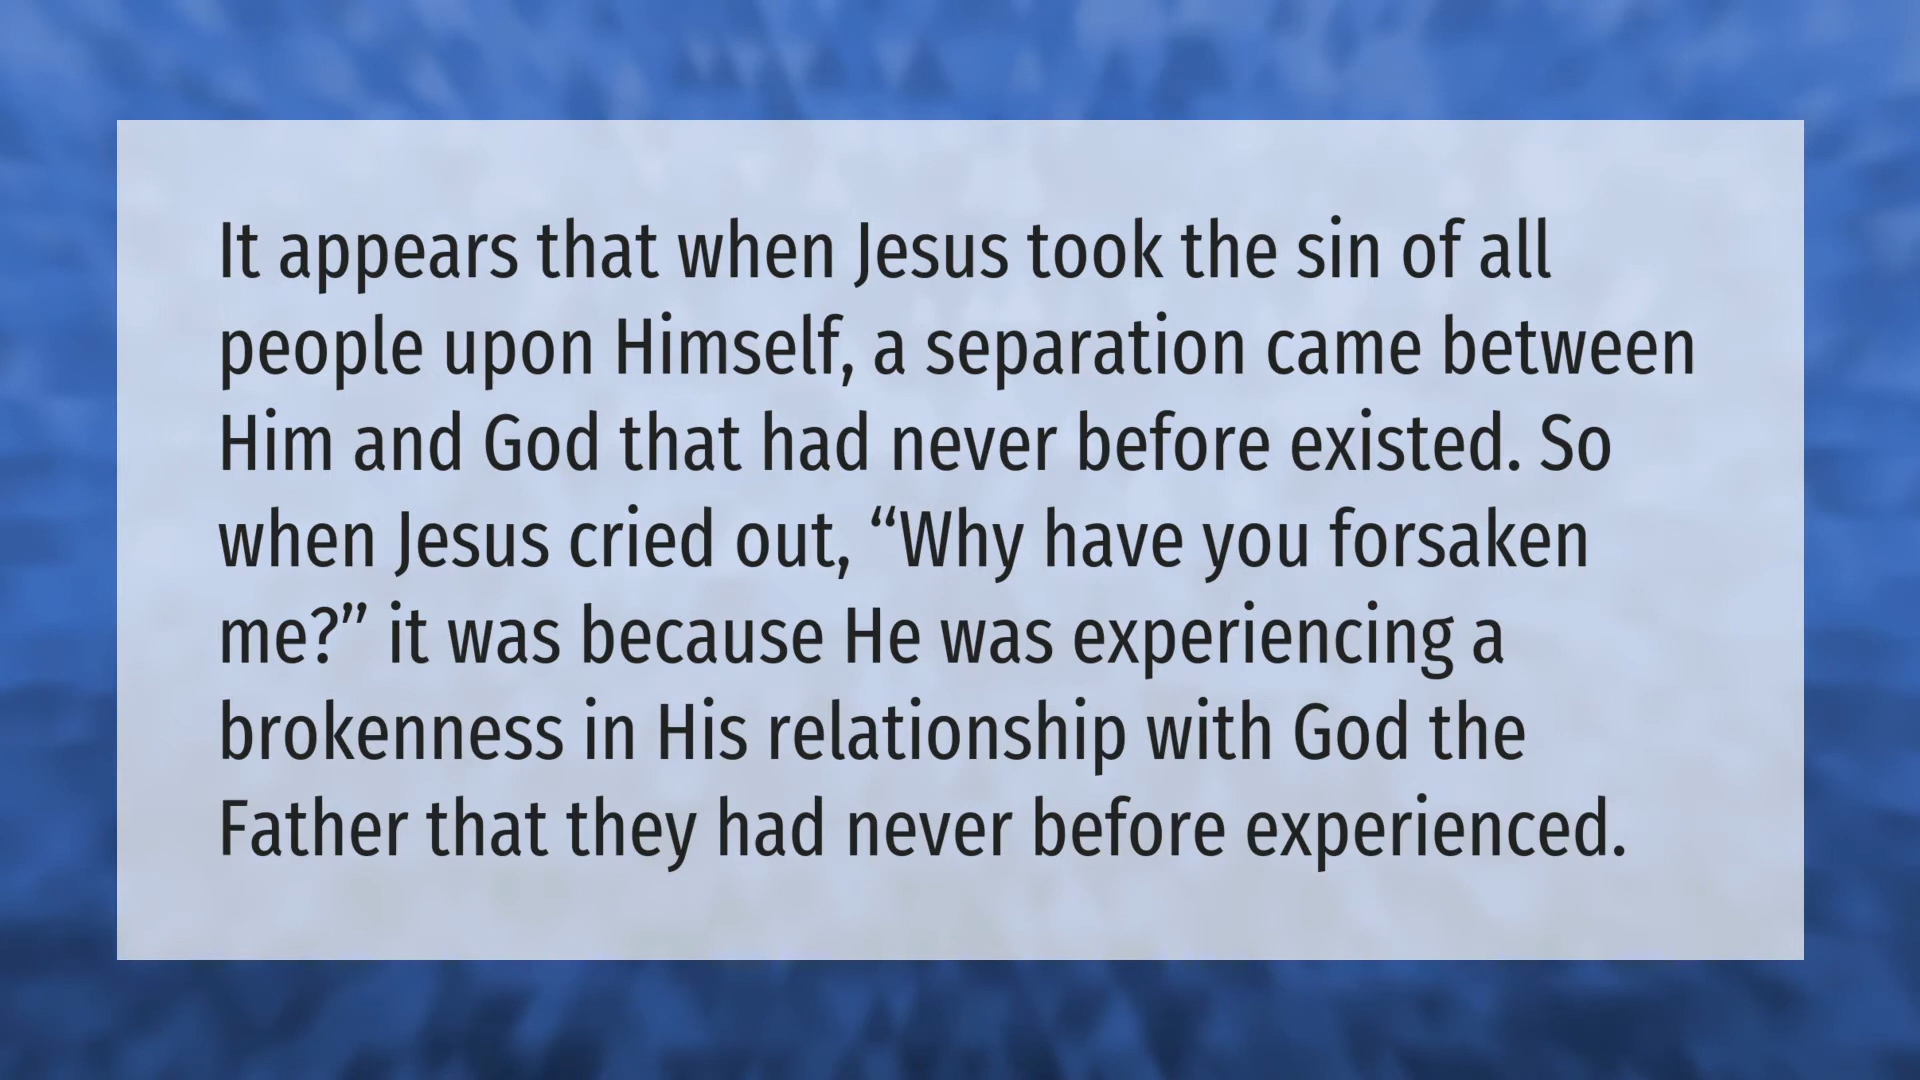 It appears that when Jesus took the sin of all
people upon Himself, a separation came between
Him and God that had never before existed. So
when Jesus cried out, “Why have you forsaken
me?” it was because He was experiencing a
brokenness in His relationship with God the
Father that they had never before experienced.